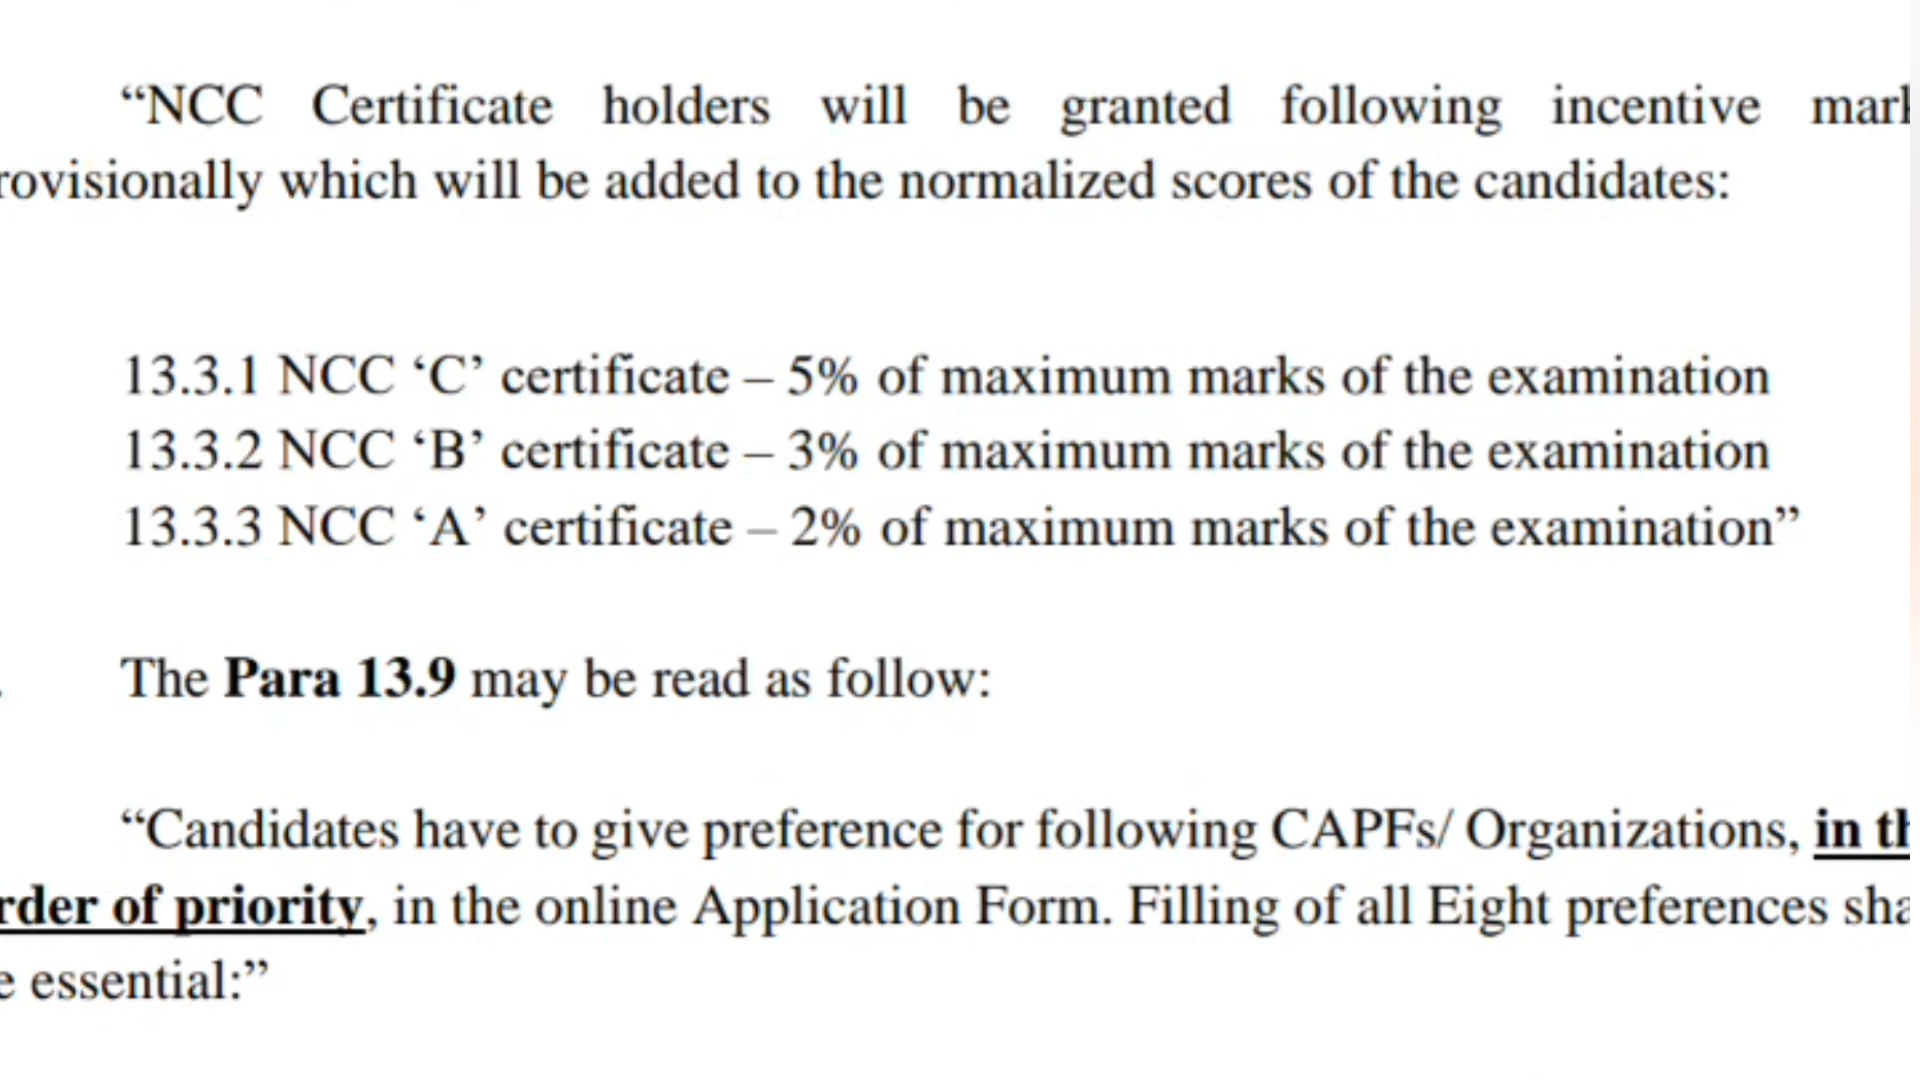 “NCC Certificate holders will be granted following incentive mark
rovisionally which will be added to the normalized scores of the candidates:
13.3.1 NCC ‘C’ certificate – 5% of maximum marks of the examination
13.3.2 NCC ‘B’ certificate – 3% of maximum marks of the examination
13.3.3 NCC ‘A’ certificate – 2% of maximum marks of the examination”
. The Para 13.9 may be read as follow:
“Candidates have to give preference for following CAPFs/ Organizations, in th
rder of priority, in the online Application Form. Filling of all Eight preferences sha
e essential:”